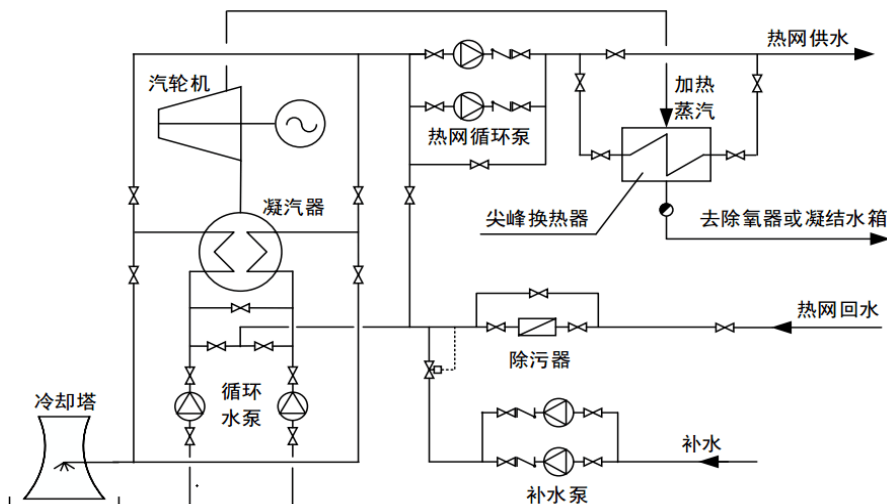 热网供水
汽轮机
加热
蒸汽
热网循环泵
凝汽器
尖峰换热器
去除氧器或凝结水箱
热网回水
除污器
循环
水泵
冷却塔
补水
补水泵